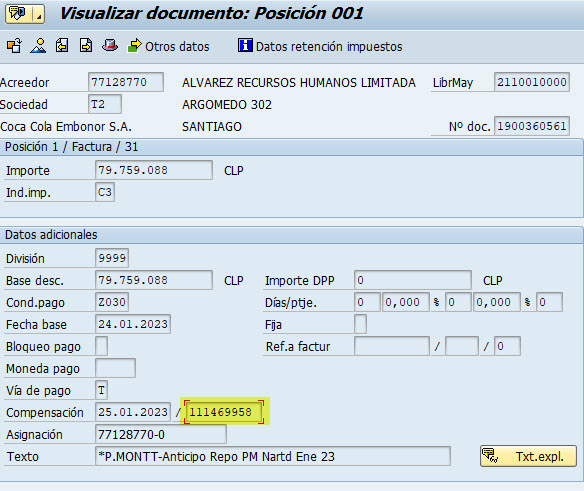 Visualizar documento: Posición 001
Otros datos Datos retención impuestos
Acreedor 77128770 ALVAREZ RECURSOS HUMANOS LIMITADA LibrMay 2110010000
Sociedad T2 ARGOMEDO 302
Coca Cola Embonor S.A. SANTIAGO Nº doc. 1900360561
Posición 1 / Factura / 31
Importe 79.759.088 CLP
Ind.imp. C3
Datos adicionales
División 9999
Base desc. 79.759.088 CLP Importe DPP 0 CLP
Cond.pago Z030 Días/ptje. 0 0,000 % 0 0,000 % 0
Fecha base 24.01.2023 Fija
Bloqueo pago Ref.a factur / / 0
Moneda pago
Vía de pago T
Compensación 25.01.2023 / 111469958
Asignación 77128770-0
Texto *P.MONTT-Anticipo Repo PM Nartd Ene 23 Txt.expl.